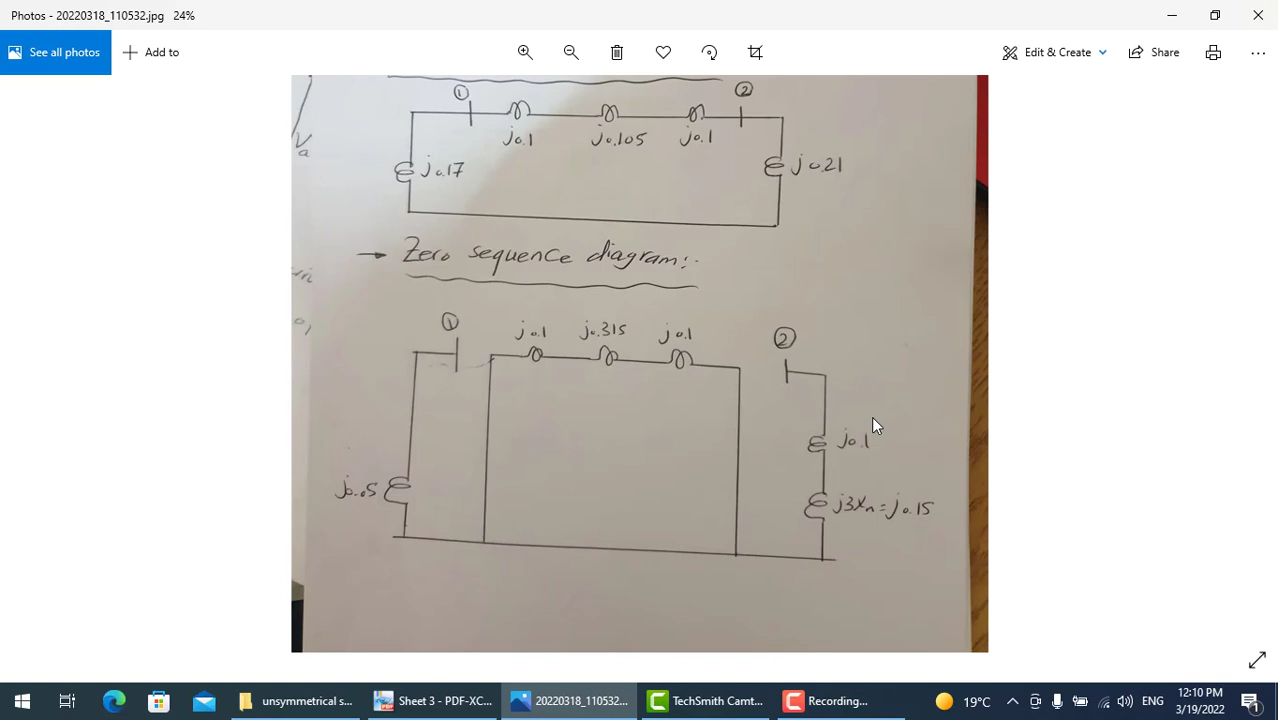 Photos - 20220318_110532.jpg 24%
See all photos
Add to
Edit & Create
Share
① ②
j0.1 j0.105 j0.1
Va
j0.17 j0.21
→ Zero sequence diagram:.
① j0.1 j0.315 j0.1 ②
j0.1
j0.05 j3Xn = j0.15
unsymmetrical s...
Sheet 3 - PDF-XC...
20220318_110532...
TechSmith Camt...
Recording...
19°C
ENG
12:10 PM
3/19/2022
1